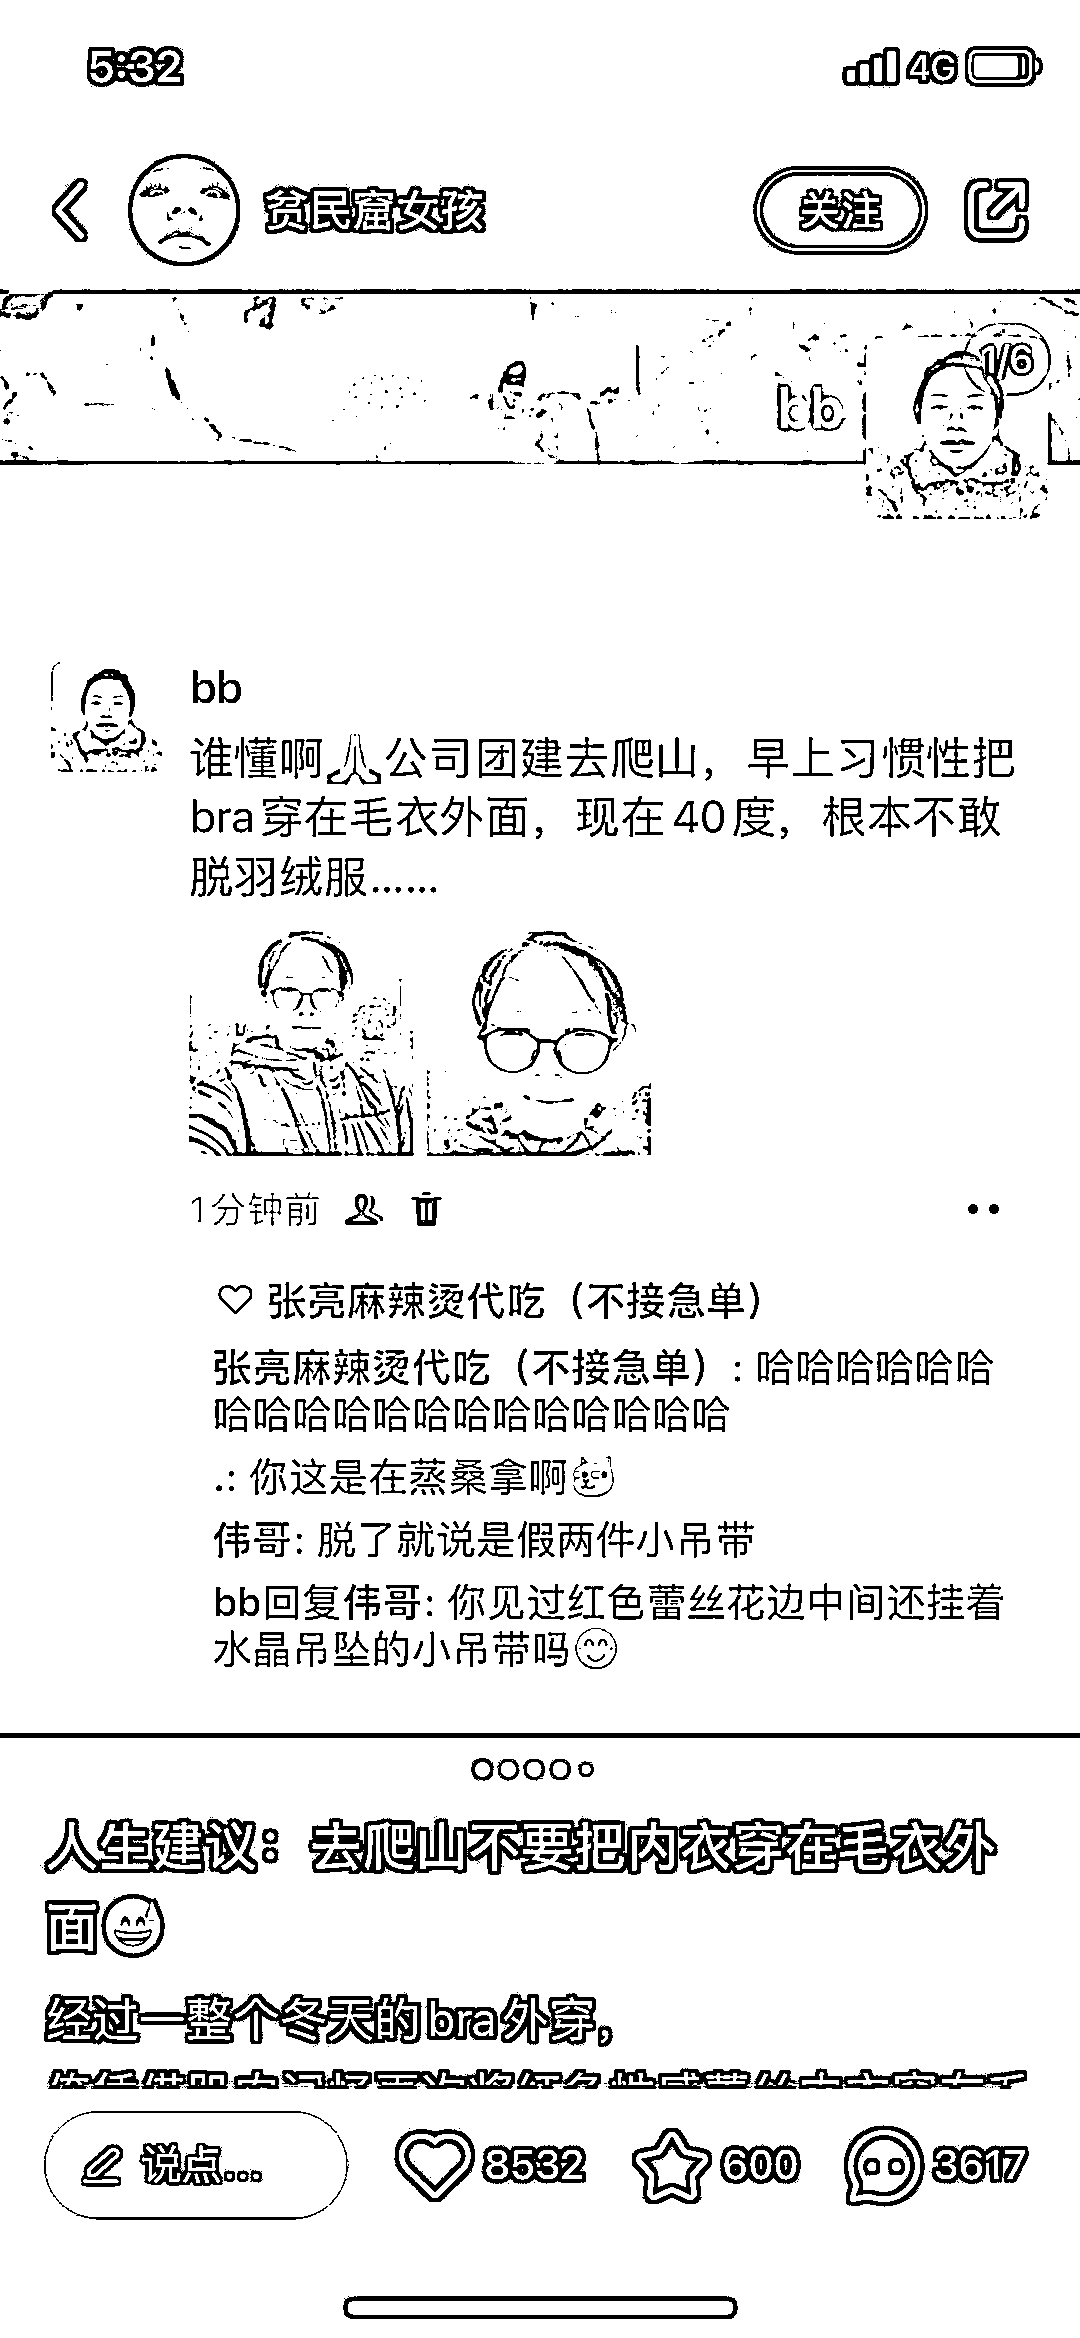 5:32
4G
贫民窟女孩
关注
1/6
bb
bb
谁懂啊🙏公司团建去爬山，早上习惯性把
bra穿在毛衣外面，现在40度，根本不敢
脱羽绒服……
1分钟前
张亮麻辣烫代吃（不接急单）
张亮麻辣烫代吃（不接急单）: 哈哈哈哈哈哈
哈哈哈哈哈哈哈哈哈哈哈哈哈
.: 你这是在蒸桑拿啊
伟哥: 脱了就说是假两件小吊带
bb回复伟哥: 你见过红色蕾丝花边中间还挂着
水晶吊坠的小吊带吗😊
人生建议：去爬山不要把内衣穿在毛衣外
面😅
经过一整个冬天的bra外穿，
说点...
8532
600
3617